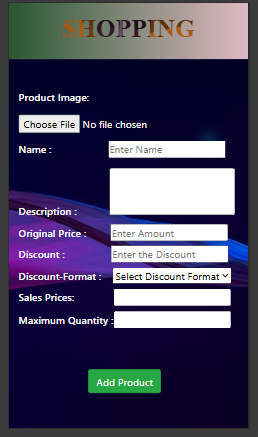 SHOPPING
Product Image:
Choose File No file chosen
Name : Enter Name
Description :
Original Price : Enter Amount
Discount : Enter the Discount
Discount-Format : Select Discount Format
Sales Prices:
Maximum Quantity :
Add Product